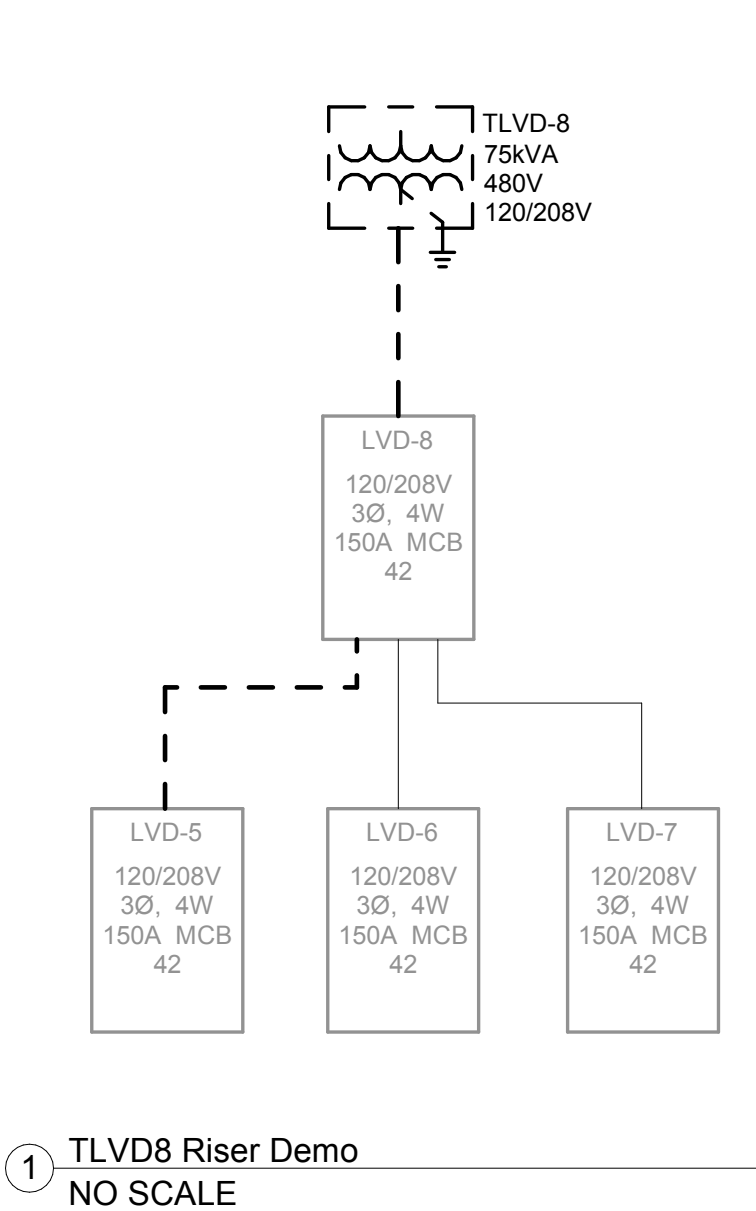 TLVD-8
75kVA
480V
120/208V
LVD-8
120/208V
3Ø, 4W
150A MCB
42
LVD-5
120/208V
3Ø, 4W
150A MCB
42
LVD-6
120/208V
3Ø, 4W
150A MCB
42
LVD-7
120/208V
3Ø, 4W
150A MCB
42
1
TLVD8 Riser Demo
NO SCALE